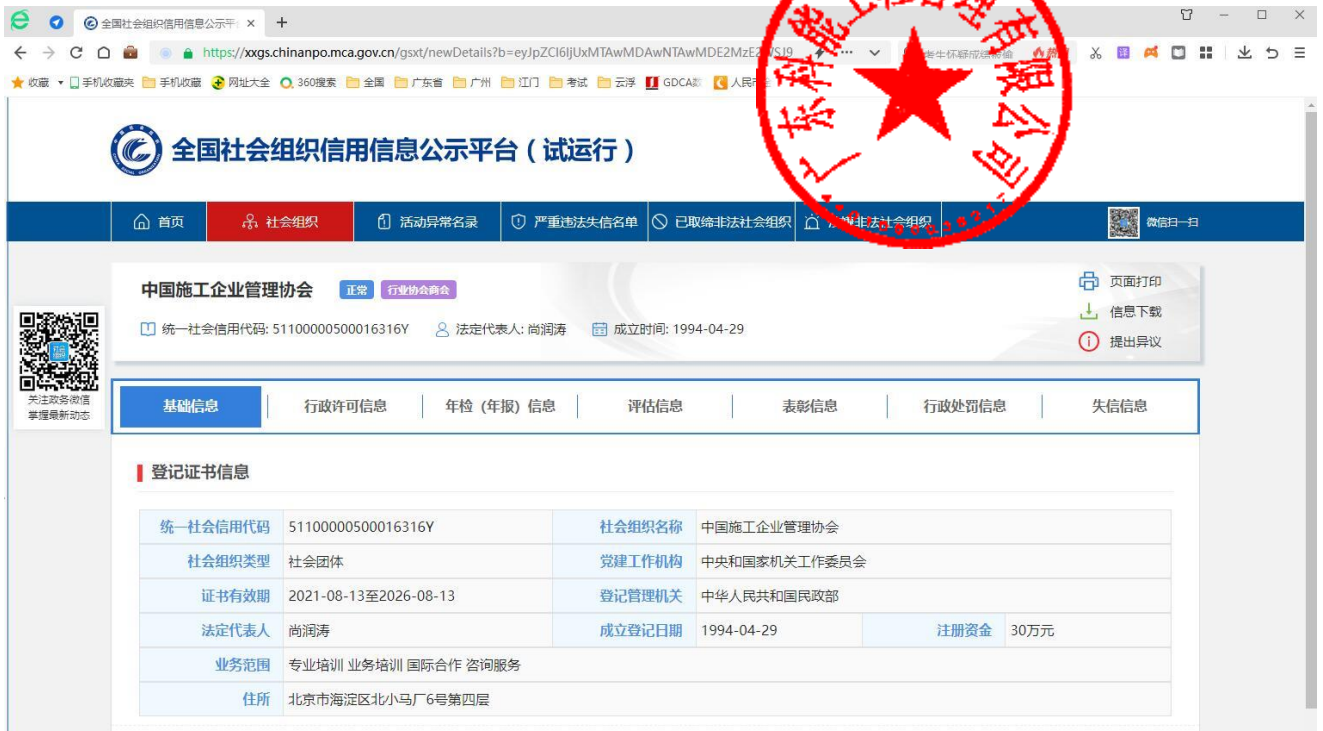 全国社会组织信用信息公示平
https://xxgs.chinanpo.mca.gov.cn/gsxt/newDetails?b=eyJpZCI6IjUxMTAwMDAwNTAwMDE2MzE2
收藏 手机收藏夹 手机收藏 网址大全 360搜索 全国 广东省 广州 江门 考试 云浮 GDCA
科能工程管理有限公司
全国社会组织信用信息公示平台（试运行）
首页 社会组织 活动异常名录 严重违法失信名单 已取缔非法社会组织 非法社会组织 微信扫一扫
中国施工企业管理协会 正常 行业协会商会
页面打印
信息下载
提出异议
统一社会信用代码: 51100000500016316Y 法定代表人: 尚润涛 成立时间: 1994-04-29
关注政务微信
掌握最新动态
基础信息 行政许可信息 年检（年报）信息 评估信息 表彰信息 行政处罚信息 失信信息
登记证书信息
统一社会信用代码 51100000500016316Y 社会组织名称 中国施工企业管理协会
社会组织类型 社会团体 党建工作机构 中央和国家机关工作委员会
证书有效期 2021-08-13至2026-08-13 登记管理机关 中华人民共和国民政部
法定代表人 尚润涛 成立登记日期 1994-04-29 注册资金 30万元
业务范围 专业培训 业务培训 国际合作 咨询服务
住所 北京市海淀区北小马厂6号第四层